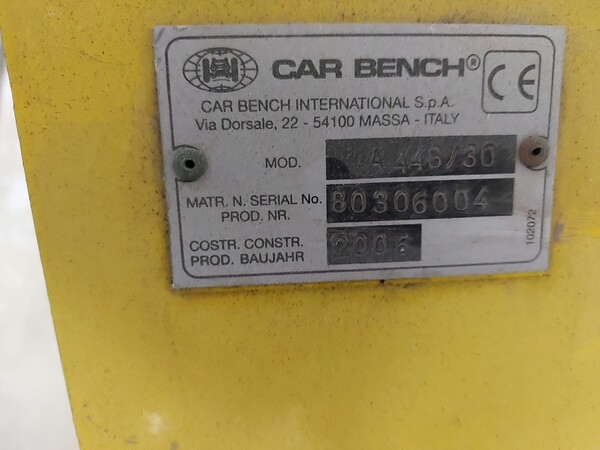 CAR BENCH®
CE
CAR BENCH INTERNATIONAL S.p.A.
Via Dorsale, 22 - 54100 MASSA - ITALY
MOD.
MATR. N. SERIAL No. 80306004
PROD. NR.
COSTR. CONSTR.
PROD. BAUJAHR
102072